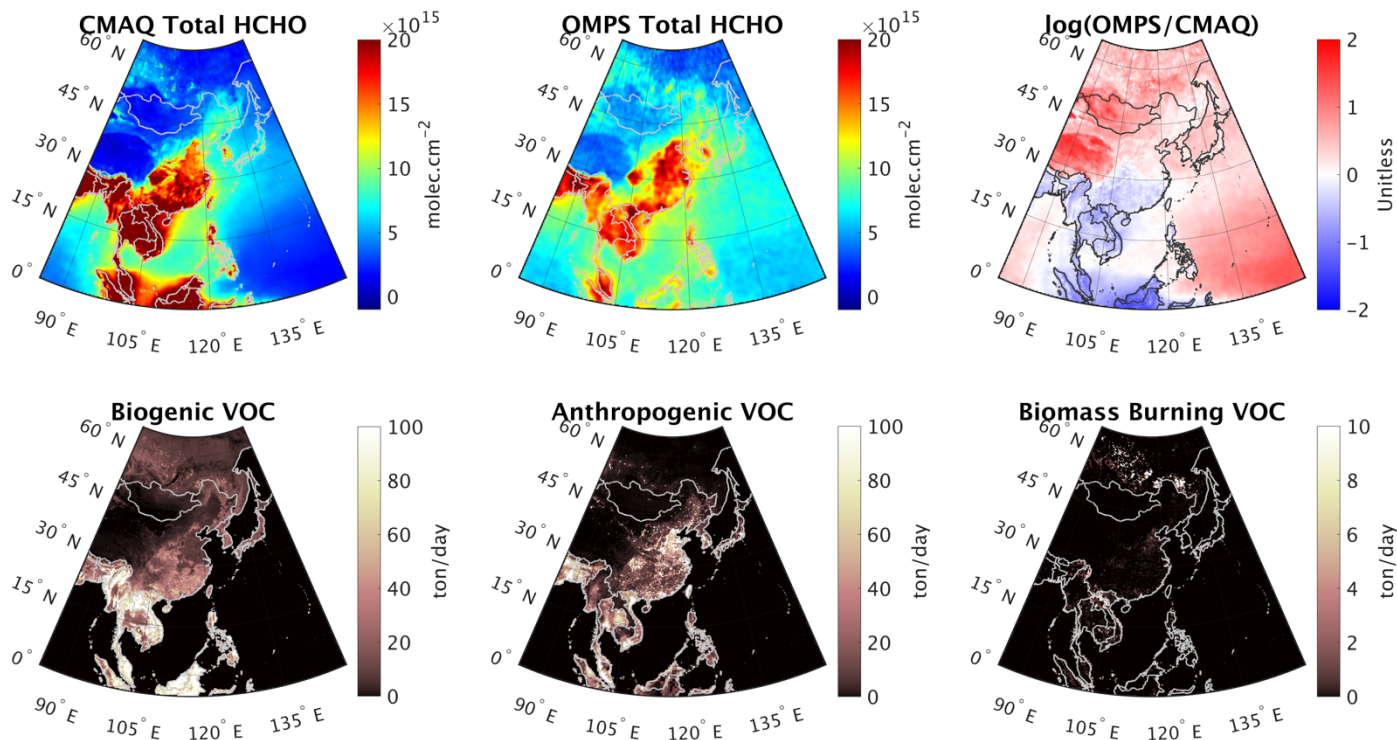 CMAQ Total HCHO
×10¹⁵
60° N
45° N
30° N
15° N
0°
90° E
105° E
120° E
135° E
20
15
10
5
0
molec.cm⁻²
OMPS Total HCHO
×10¹⁵
60° N
45° N
30° N
15° N
0°
90° E
105° E
120° E
135° E
20
15
10
5
0
molec.cm⁻²
log(OMPS/CMAQ)
60° N
45° N
30° N
15° N
0°
90° E
105° E
120° E
135° E
2
1
0
-1
-2
Unitless
Biogenic VOC
60° N
45° N
30° N
15° N
0°
90° E
105° E
120° E
135° E
100
80
60
40
20
0
ton/day
Anthropogenic VOC
60° N
45° N
30° N
15° N
0°
90° E
105° E
120° E
135° E
100
80
60
40
20
0
ton/day
Biomass Burning VOC
60° N
45° N
30° N
15° N
0°
90° E
105° E
120° E
135° E
10
8
6
4
2
0
ton/day